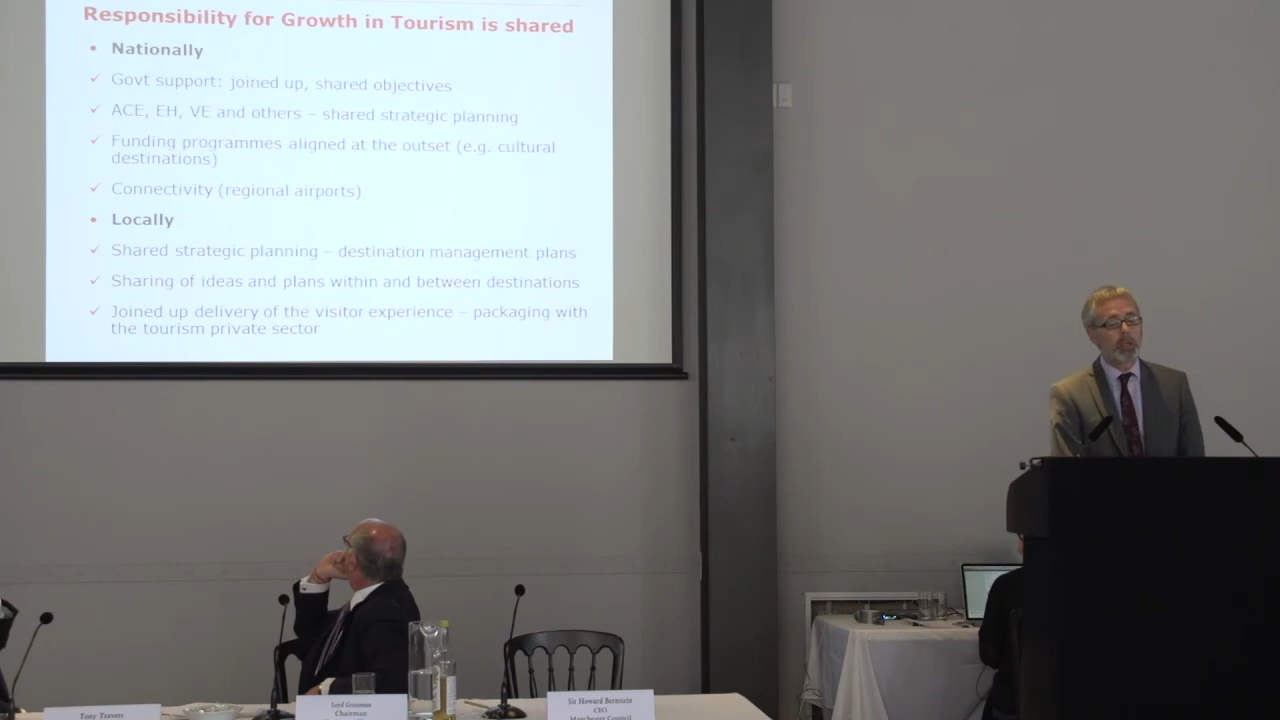 Responsibility for Growth in Tourism is shared
• Nationally
✓ Govt support: joined up, shared objectives
✓ ACE, EH, VE and others – shared strategic planning
✓ Funding programmes aligned at the outset (e.g. cultural
destinations)
✓ Connectivity (regional airports)
• Locally
✓ Shared strategic planning – destination management plans
✓ Sharing of ideas and plans within and between destinations
✓ Joined up delivery of the visitor experience – packaging with
the tourism private sector
Tony Travers
Loyd Grossman
Chairman
Sir Howard Bernstein
CEO
Manchester Council